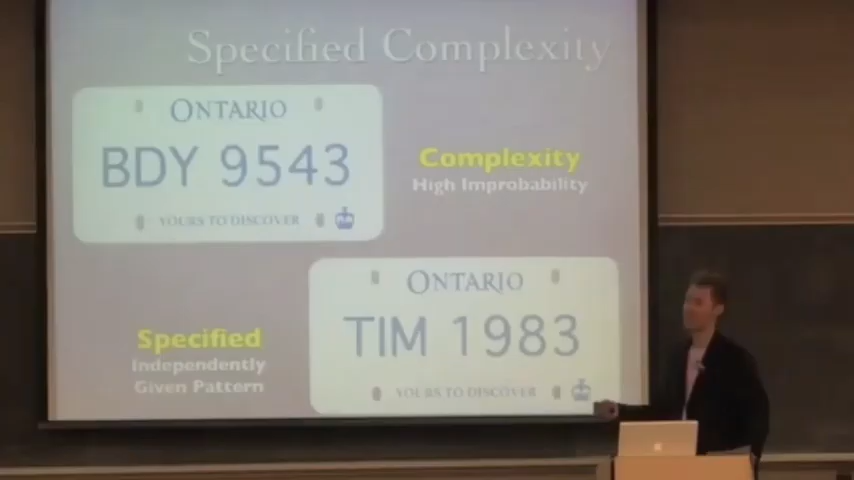 Specified Complexity
ONTARIO
BDY 9543
YOURS TO DISCOVER
Complexity
High Improbability
ONTARIO
TIM 1983
YOURS TO DISCOVER
Specified
Independently
Given Pattern